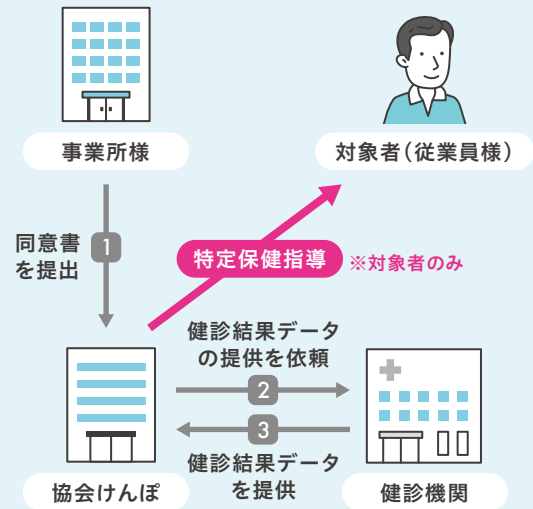 事業所様
対象者（従業員様）
同意書
を提出
1
特定保健指導
※対象者のみ
健診結果データ
の提供を依頼
2
3
健診結果データ
を提供
協会けんぽ
健診機関